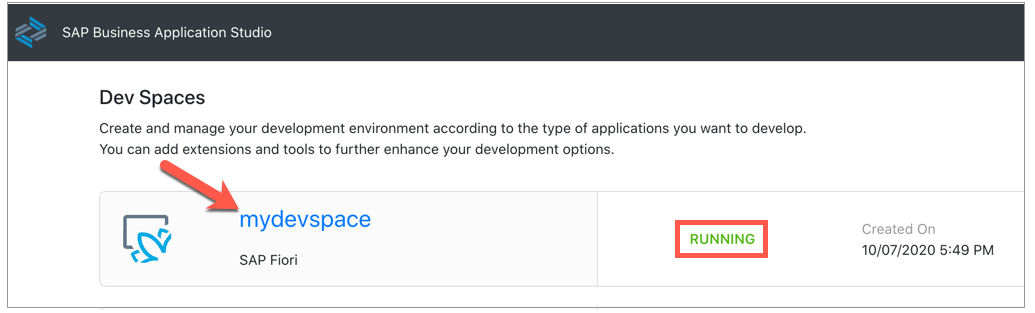 SAP Business Application Studio
Dev Spaces
Create and manage your development environment according to the type of applications you want to develop.
You can add extensions and tools to further enhance your development options.
mydevspace
SAP Fiori
RUNNING
Created On
10/07/2020 5:49 PM